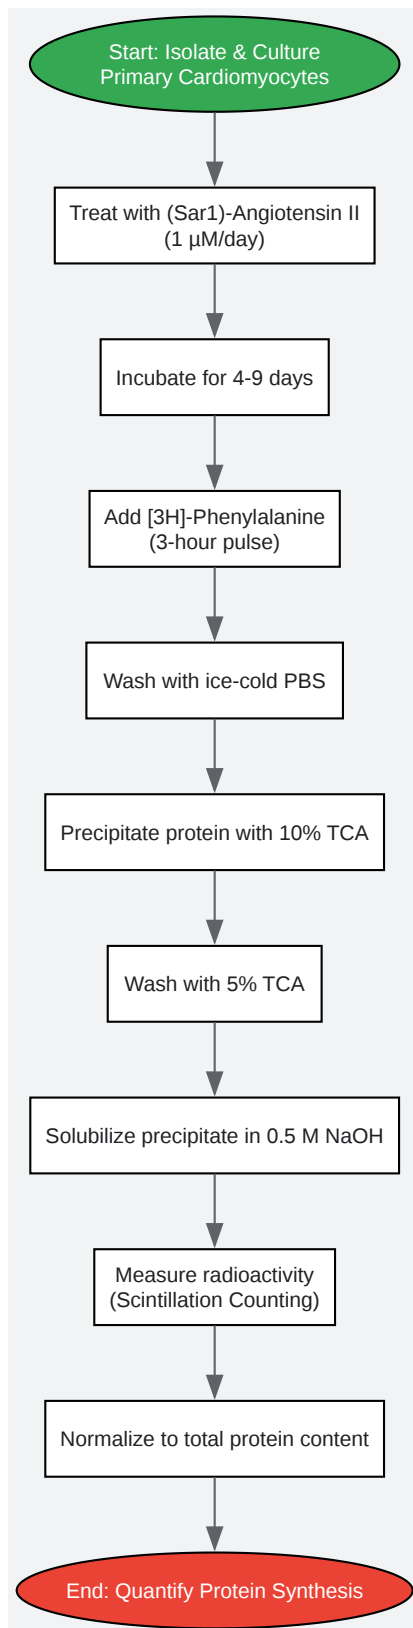 Start: Isolate & Culture
Primary Cardiomyocytes
Treat with (Sar1)-Angiotensin II
(1 µM/day)
Incubate for 4-9 days
Add [3H]-Phenylalanine
(3-hour pulse)
Wash with ice-cold PBS
Precipitate protein with 10% TCA
Wash with 5% TCA
Solubilize precipitate in 0.5 M NaOH
Measure radioactivity
(Scintillation Counting)
Normalize to total protein content
End: Quantify Protein Synthesis